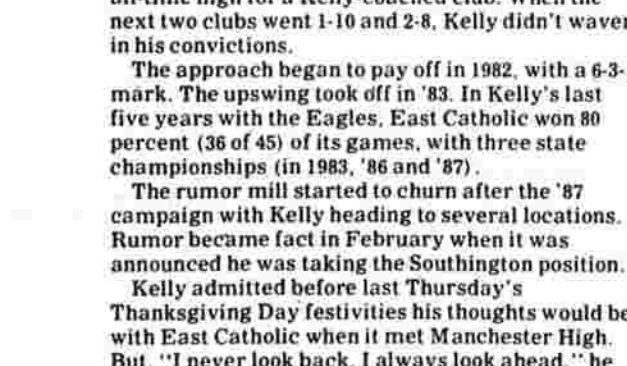 all-time high for a Kelly-coached club. When the
next two clubs went 1-10 and 2-8, Kelly didn't waver
in his convictions.
The approach began to pay off in 1982, with a 6-3-
mark. The upswing took off in '83. In Kelly's last
five years with the Eagles, East Catholic won 80
percent (36 of 45) of its games, with three state
championships (in 1983, '86 and '87).
The rumor mill started to churn after the '87
campaign with Kelly heading to several locations.
Rumor became fact in February when it was
announced he was taking the Southington position.
Kelly admitted before last Thursday's
Thanksgiving Day festivities his thoughts would be
with East Catholic when it met Manchester High.
But, "I never look back. I always look ahead," he